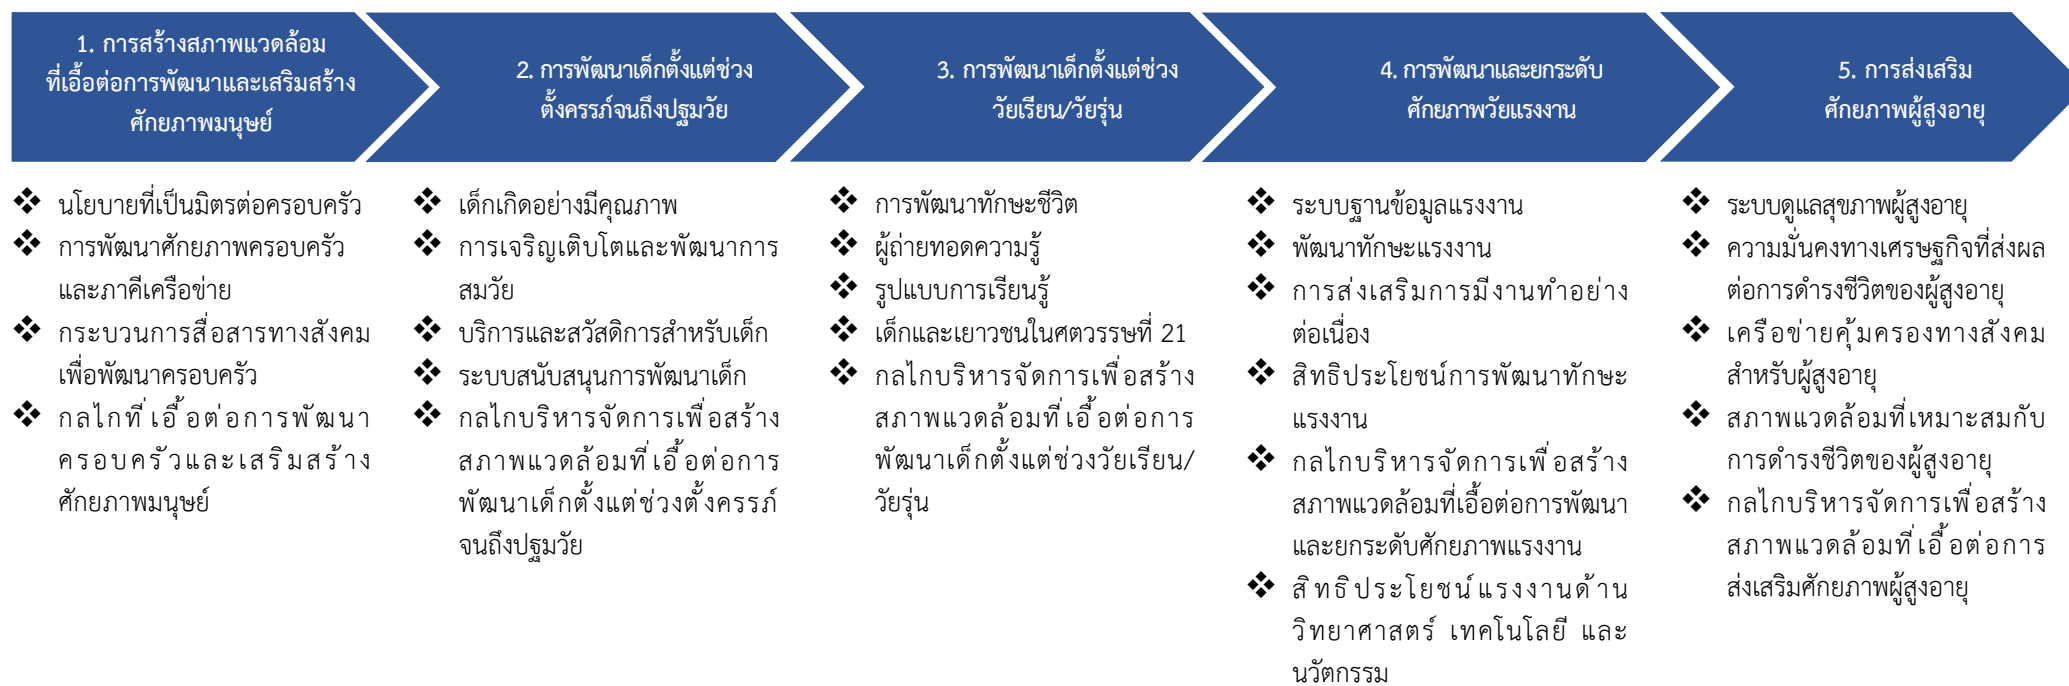 1. การสร้างสภาพแวดล้อม
ที่เอื้อต่อการพัฒนาและเสริมสร้าง
ศักยภาพมนุษย์
2. การพัฒนาเด็กตั้งแต่ช่วง
ตั้งครรภ์จนถึงปฐมวัย
3. การพัฒนาเด็กตั้งแต่ช่วง
วัยเรียน/วัยรุ่น
4. การพัฒนาและยกระดับ
ศักยภาพวัยแรงงาน
5. การส่งเสริม
ศักยภาพผู้สูงอายุ
❖ นโยบายที่เป็นมิตรต่อครอบครัว
❖ การพัฒนาศักยภาพครอบครัว
และภาคีเครือข่าย
❖ กระบวนการสื่อสารทางสังคม
เพื่อพัฒนาครอบครัว
❖ กลไกที่เอื้อต่อการพัฒนา
ครอบครัวและเสริมสร้าง
ศักยภาพมนุษย์
❖ เด็กเกิดอย่างมีคุณภาพ
❖ การเจริญเติบโตและพัฒนาการ
สมวัย
❖ บริการและสวัสดิการสำหรับเด็ก
❖ ระบบสนับสนุนการพัฒนาเด็ก
❖ กลไกบริหารจัดการเพื่อสร้าง
สภาพแวดล้อมที่เอื้อต่อการ
พัฒนาเด็กตั้งแต่ช่วงตั้งครรภ์
จนถึงปฐมวัย
❖ การพัฒนาทักษะชีวิต
❖ ผู้ถ่ายทอดความรู้
❖ รูปแบบการเรียนรู้
❖ เด็กและเยาวชนในศตวรรษที่ 21
❖ กลไกบริหารจัดการเพื่อสร้าง
สภาพแวดล้อมที่เอื้อต่อการ
พัฒนาเด็กตั้งแต่ช่วงวัยเรียน/
วัยรุ่น
❖ ระบบฐานข้อมูลแรงงาน
❖ พัฒนาทักษะแรงงาน
❖ การส่งเสริมการมีงานทำอย่าง
ต่อเนื่อง
❖ สิทธิประโยชน์การพัฒนาทักษะ
แรงงาน
❖ กลไกบริหารจัดการเพื่อสร้าง
สภาพแวดล้อมที่เอื้อต่อการพัฒนา
และยกระดับศักยภาพแรงงาน
❖ สิทธิประโยชน์แรงงานด้าน
วิทยาศาสตร์ เทคโนโลยี และ
นวัตกรรม
❖ ระบบดูแลสุขภาพผู้สูงอายุ
❖ ความมั่นคงทางเศรษฐกิจที่ส่งผล
ต่อการดำรงชีวิตของผู้สูงอายุ
❖ เครือข่ายคุ้มครองทางสังคม
สำหรับผู้สูงอายุ
❖ สภาพแวดล้อมที่เหมาะสมกับ
การดำรงชีวิตของผู้สูงอายุ
❖ กลไกบริหารจัดการเพื่อสร้าง
สภาพแวดล้อมที่เอื้อต่อการ
ส่งเสริมศักยภาพผู้สูงอายุ